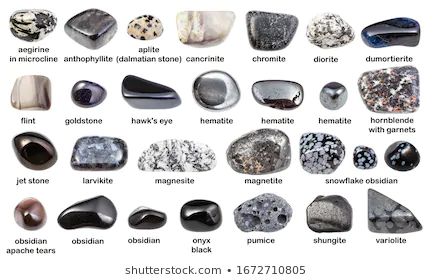 aegirine
in microcline
anthophyllite
aplite
(dalmatian stone)
cancrinite
chromite
diorite
dumortierite
flint
goldstone
hawk's eye
hematite
hematite
hematite
hornblende
with garnets
jet stone
larvikite
magnesite
magnetite
snowflake obsidian
obsidian
apache tears
obsidian
obsidian
onyx
black
pumice
shungite
variolite
shutterstock.com • 1672710805